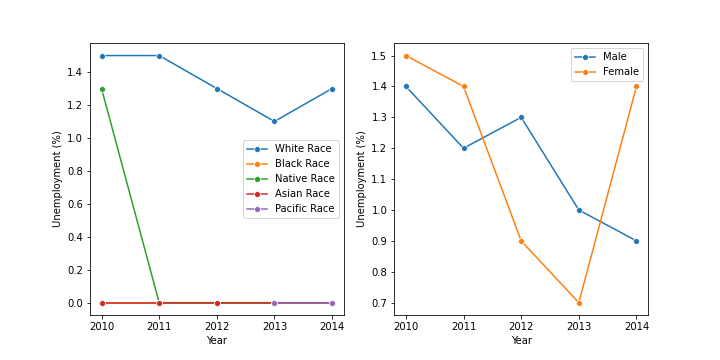 1.4
1.2
1.0
0.8
0.6
0.4
0.2
0.0
Unemployment (%)
2010 2011 2012 2013 2014
Year
White Race
Black Race
Native Race
Asian Race
Pacific Race
1.5
1.4
1.3
1.2
1.1
1.0
0.9
0.8
0.7
Unemployment (%)
2010 2011 2012 2013 2014
Year
Male
Female